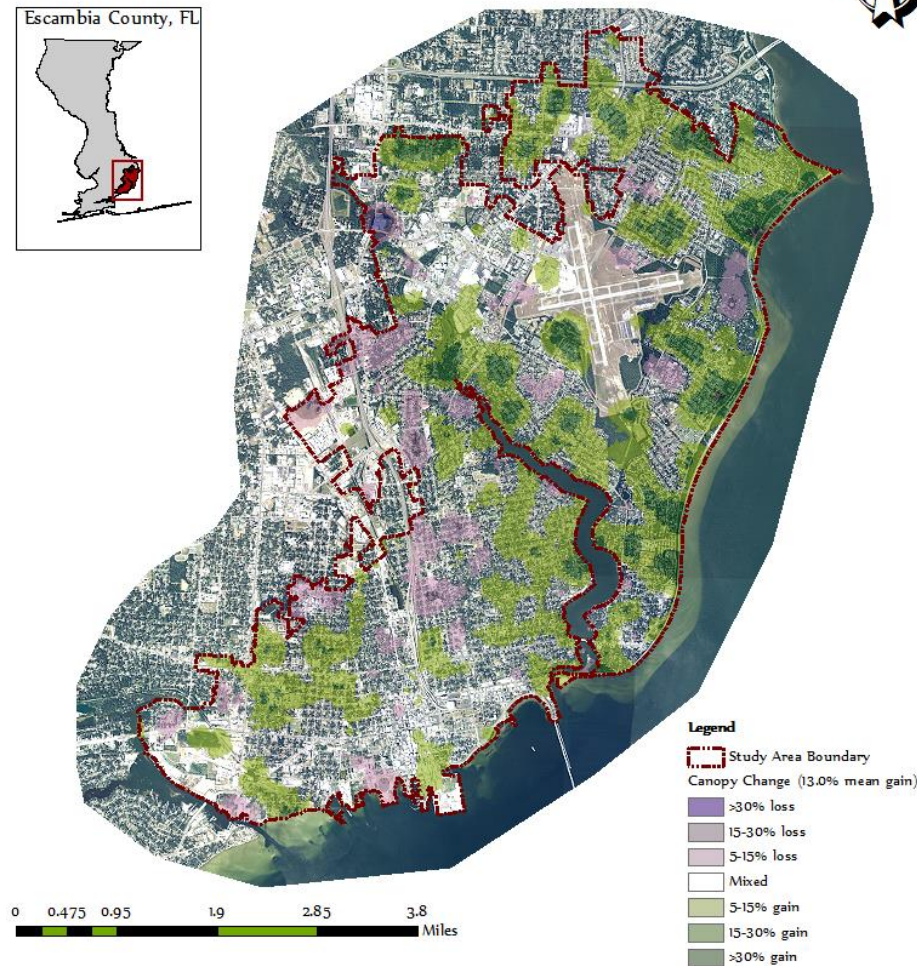 Escambia County, FL
Legend
Study Area Boundary
Canopy Change (13.0% mean gain)
>30% loss
15-30% loss
5-15% loss
Mixed
5-15% gain
15-30% gain
>30% gain
0 0.475 0.95 1.9 2.85 3.8
Miles